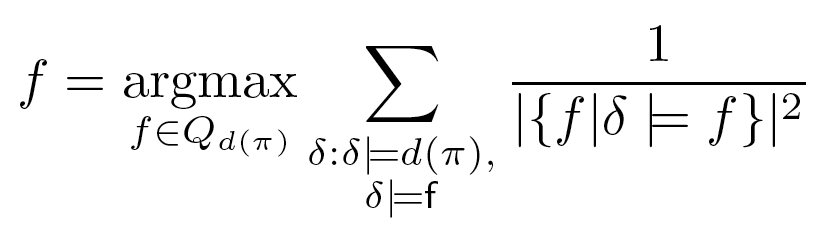 f = argmax_{f∈Q_{d(π)}} ∑_{δ:δ⊨d(π), δ⊨f} 1 / |{f|δ ⊨ f}|²